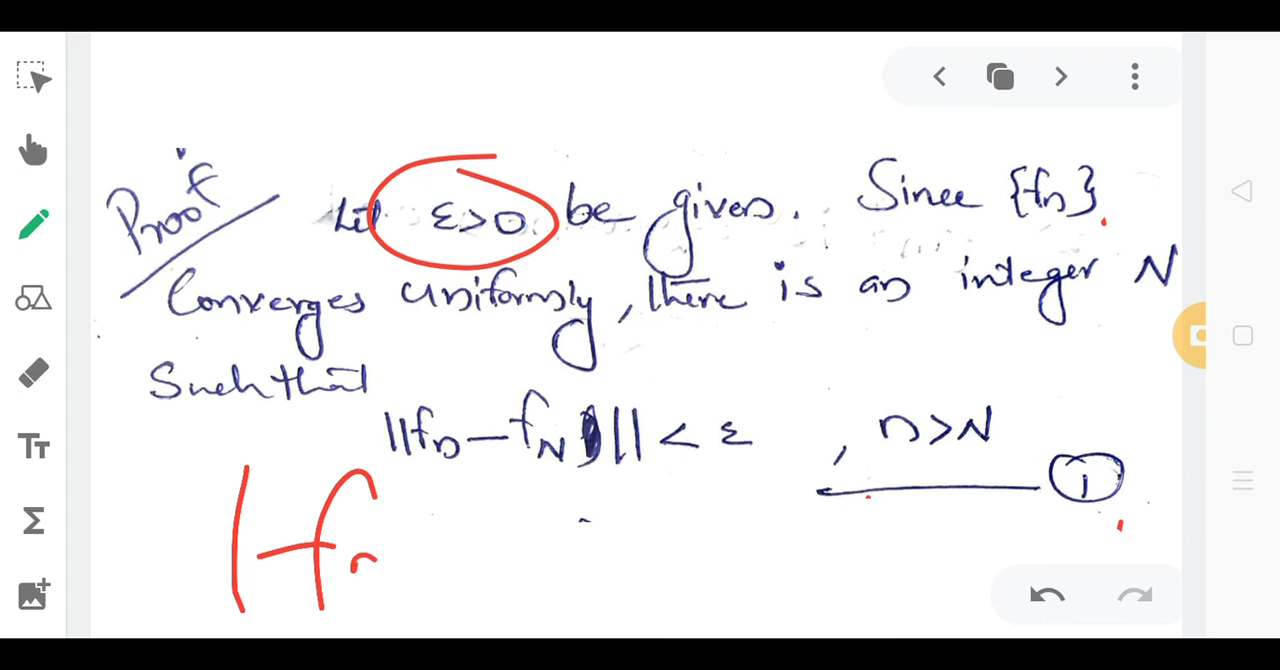 Proof Let ε>0 be given. Since {fn}
Converges uniformly, there is an integer N
Such that
||fn - fN|| < ε , n>N
1
|fn
Tт
Σ